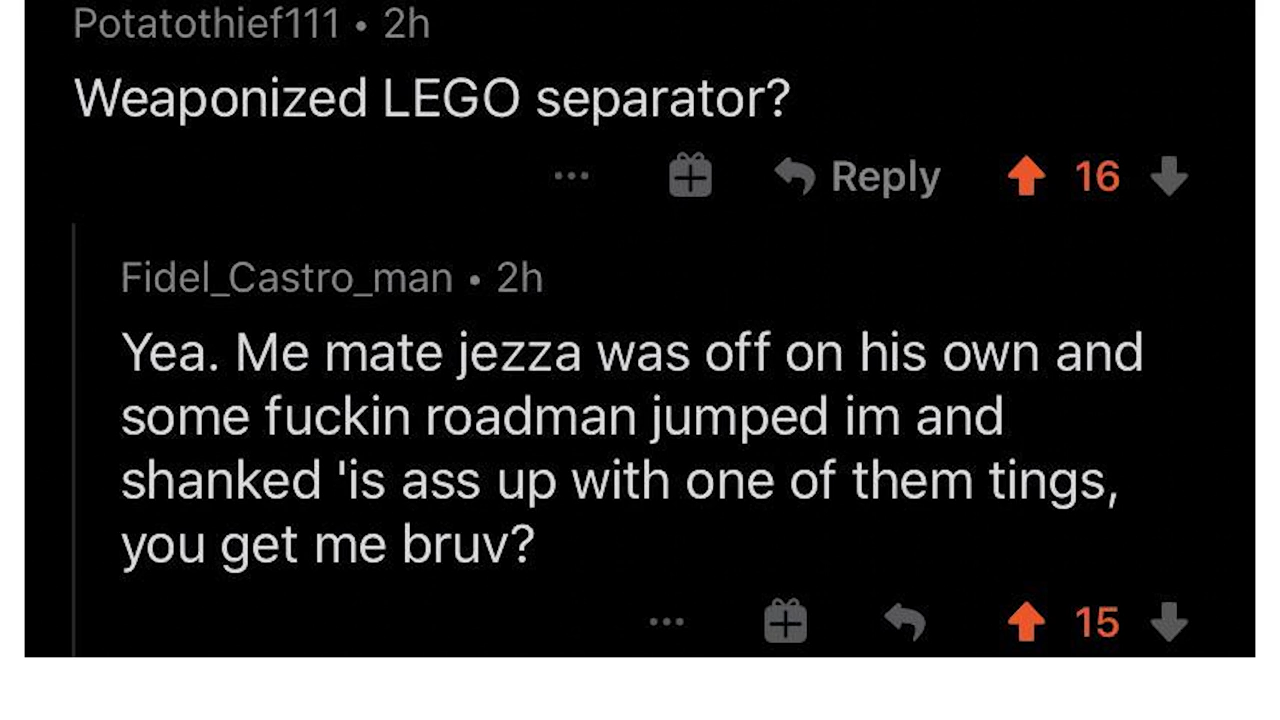 Potatothief111 • 2h
Weaponized LEGO separator?
... Reply 16
Fidel_Castro_man • 2h
Yea. Me mate jezza was off on his own and
some fuckin roadman jumped im and
shanked 'is ass up with one of them tings,
you get me bruv?
... 15